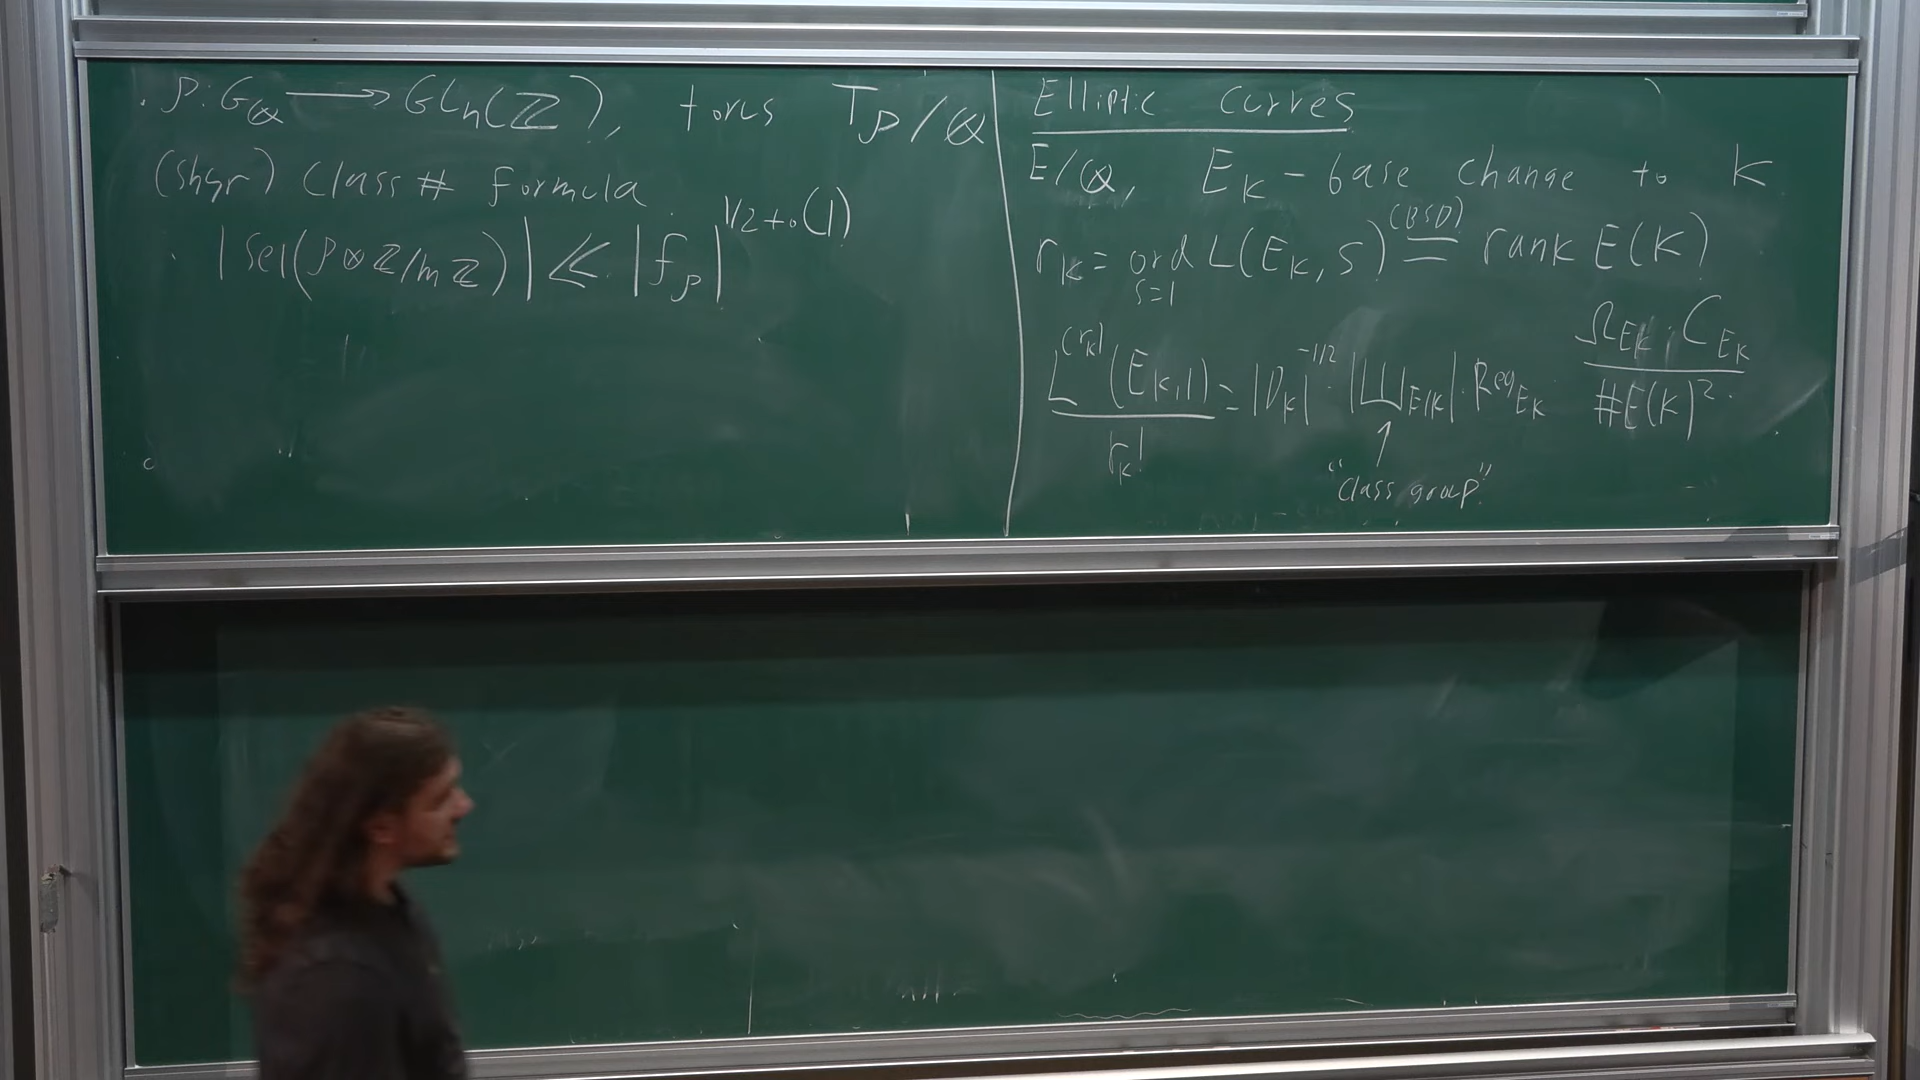 . ρ: G_ℚ ⟶ GL_n(ℤ), torus T_ρ/ℚ
(Shyr) Class # formula
. |Sel(ρ⊗ℤ/mℤ)| ≪ |f_ρ|^{1/2+o(1)}
Elliptic Curves
E/ℚ, E_K - base change to K
r_K = ord_{s=1} L(E_K, s) =^{(BSD)} rank E(K)
L^{(r_K)}(E_K,1) / r_K! = |D_K|^{-1/2} · |Ш_{E/K}| · Reg_{E_K} Ω_{E_K} · C_{E_K} / #E(K)^2.
↑
"Class group"